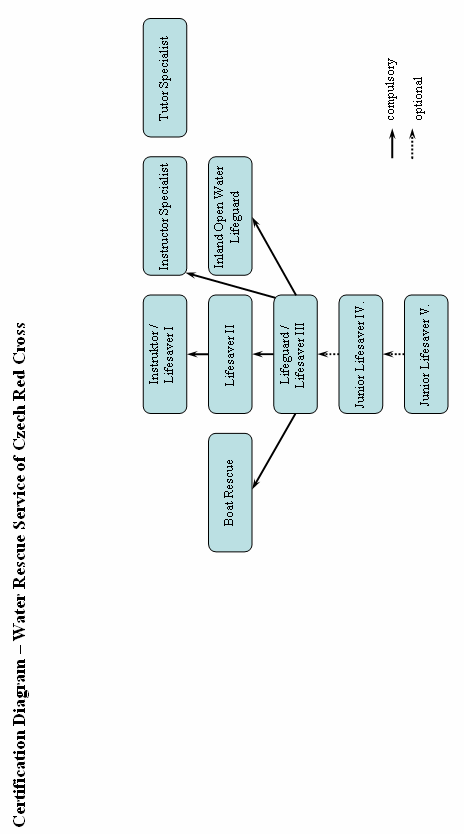 Certification Diagram – Water Rescue Service of Czech Red Cross
Instruktor /
Lifesaver I
Instructor Specialist
Tutor Specialist
Boat Rescue
Lifesaver II
Inland Open Water
Lifeguard
Lifeguard /
Lifesaver III
Junior Lifesaver IV.
Junior Lifesaver V.
compulsory
optional